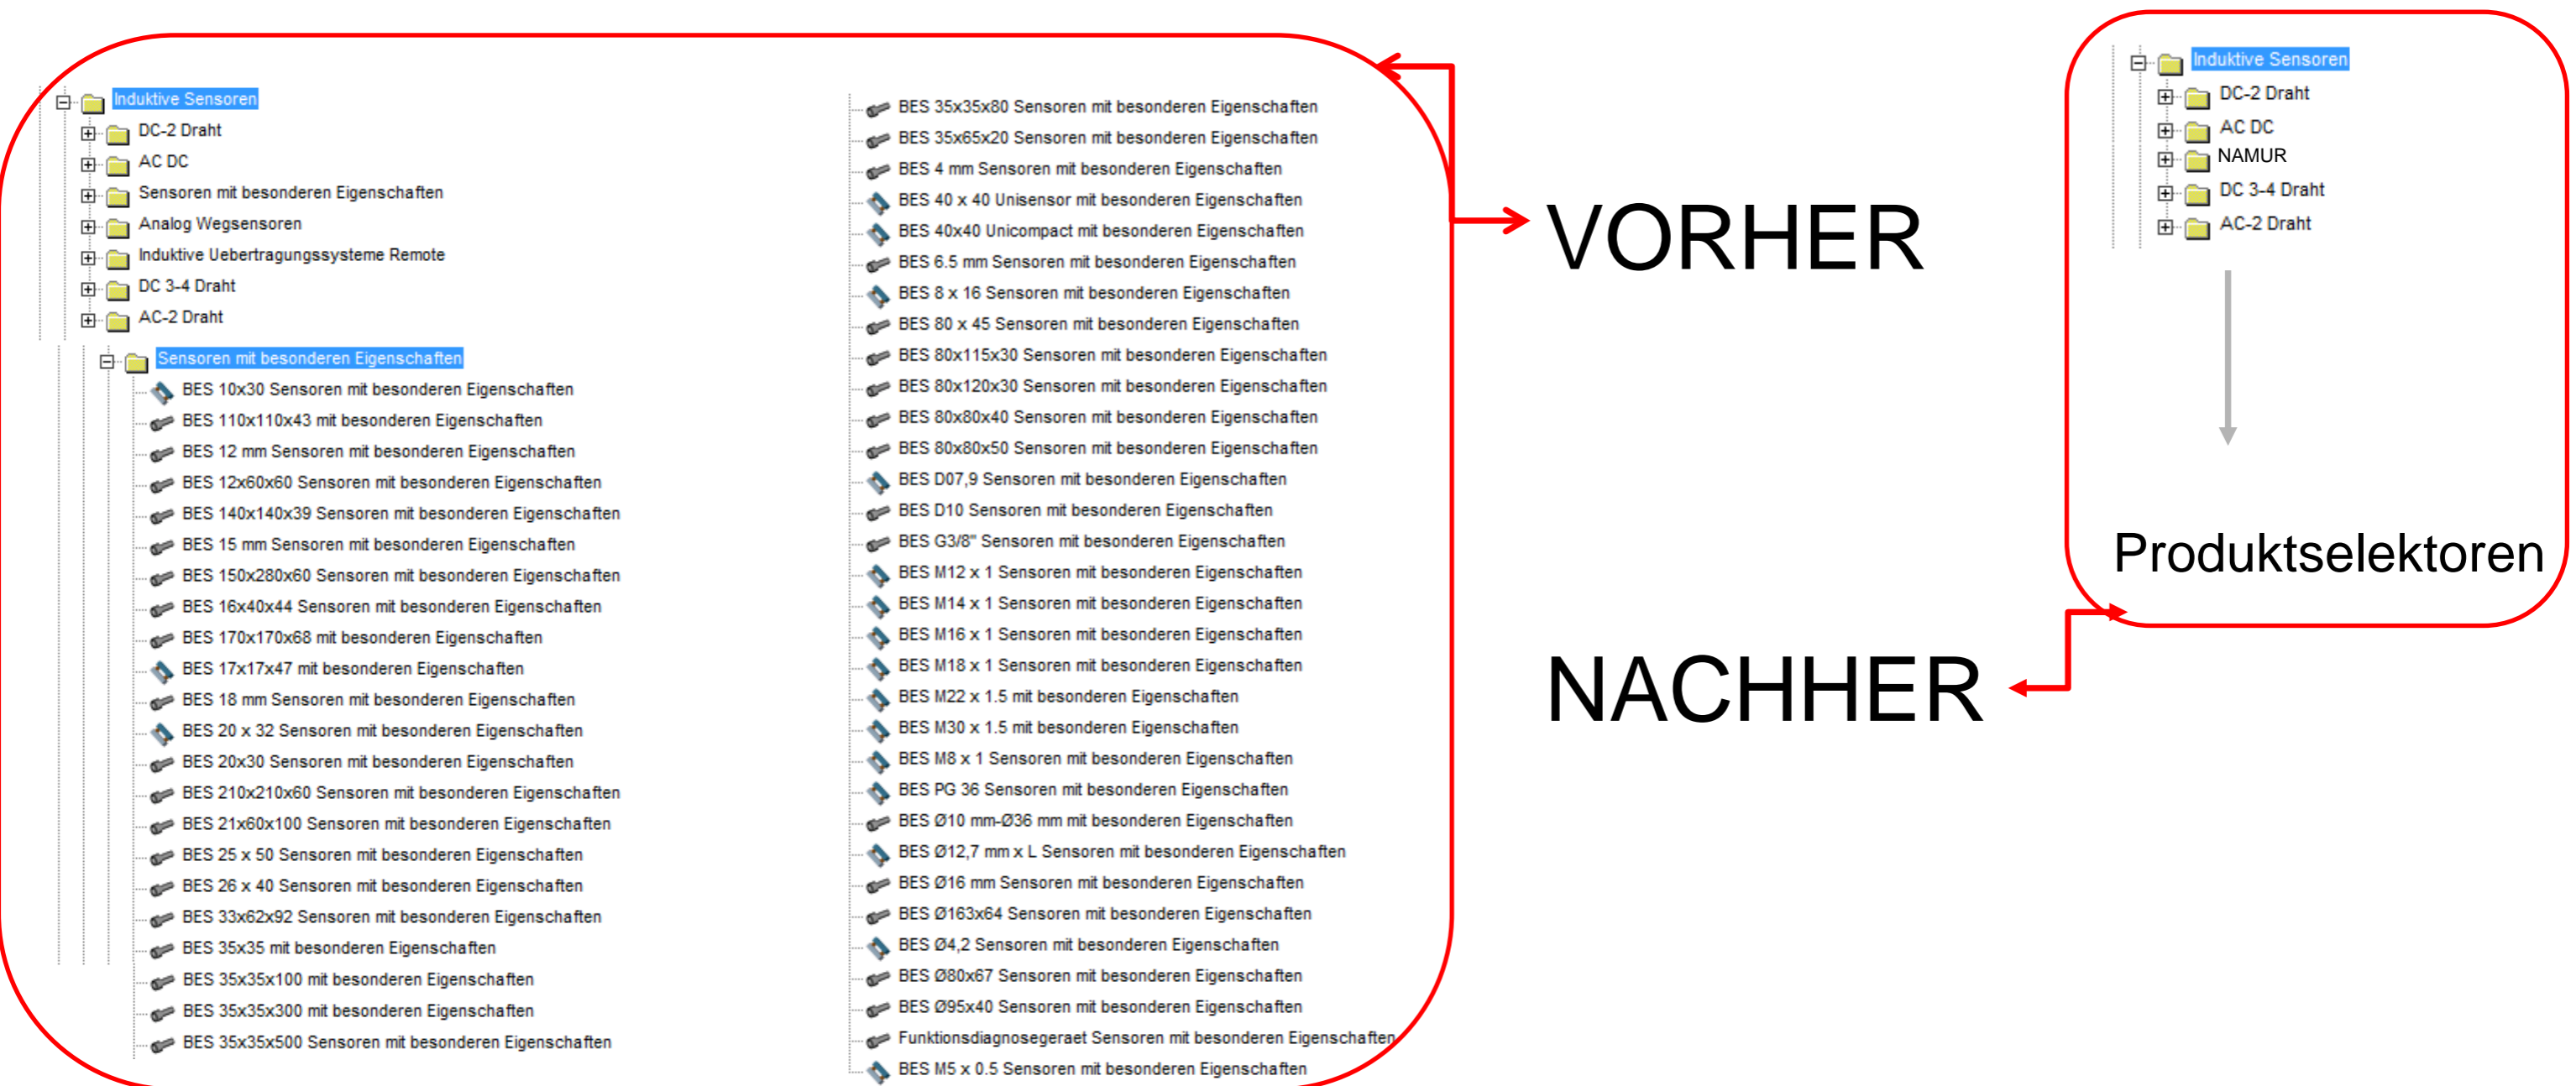 Induktive Sensoren
DC-2 Draht
AC DC
Sensoren mit besonderen Eigenschaften
Analog Wegsensoren
Induktive Uebertragungssysteme Remote
DC 3-4 Draht
AC-2 Draht
Sensoren mit besonderen Eigenschaften
BES 10x30 Sensoren mit besonderen Eigenschaften
BES 110x110x43 mit besonderen Eigenschaften
BES 12 mm Sensoren mit besonderen Eigenschaften
BES 12x60x60 Sensoren mit besonderen Eigenschaften
BES 140x140x39 Sensoren mit besonderen Eigenschaften
BES 15 mm Sensoren mit besonderen Eigenschaften
BES 150x280x60 Sensoren mit besonderen Eigenschaften
BES 16x40x44 Sensoren mit besonderen Eigenschaften
BES 170x170x68 mit besonderen Eigenschaften
BES 17x17x47 mit besonderen Eigenschaften
BES 18 mm Sensoren mit besonderen Eigenschaften
BES 20 x 32 Sensoren mit besonderen Eigenschaften
BES 20x30 Sensoren mit besonderen Eigenschaften
BES 210x210x60 Sensoren mit besonderen Eigenschaften
BES 21x60x100 Sensoren mit besonderen Eigenschaften
BES 25 x 50 Sensoren mit besonderen Eigenschaften
BES 26 x 40 Sensoren mit besonderen Eigenschaften
BES 33x62x92 Sensoren mit besonderen Eigenschaften
BES 35x35 mit besonderen Eigenschaften
BES 35x35x100 mit besonderen Eigenschaften
BES 35x35x300 mit besonderen Eigenschaften
BES 35x35x500 Sensoren mit besonderen Eigenschaften
BES 35x35x80 Sensoren mit besonderen Eigenschaften
BES 35x65x20 Sensoren mit besonderen Eigenschaften
BES 4 mm Sensoren mit besonderen Eigenschaften
BES 40 x 40 Unisensor mit besonderen Eigenschaften
BES 40x40 Unicompact mit besonderen Eigenschaften
BES 6.5 mm Sensoren mit besonderen Eigenschaften
BES 8 x 16 Sensoren mit besonderen Eigenschaften
BES 80 x 45 Sensoren mit besonderen Eigenschaften
BES 80x115x30 Sensoren mit besonderen Eigenschaften
BES 80x120x30 Sensoren mit besonderen Eigenschaften
BES 80x80x40 Sensoren mit besonderen Eigenschaften
BES 80x80x50 Sensoren mit besonderen Eigenschaften
BES D07,9 Sensoren mit besonderen Eigenschaften
BES D10 Sensoren mit besonderen Eigenschaften
BES G3/8" Sensoren mit besonderen Eigenschaften
BES M12 x 1 Sensoren mit besonderen Eigenschaften
BES M14 x 1 Sensoren mit besonderen Eigenschaften
BES M16 x 1 Sensoren mit besonderen Eigenschaften
BES M18 x 1 Sensoren mit besonderen Eigenschaften
BES M22 x 1.5 mit besonderen Eigenschaften
BES M30 x 1.5 mit besonderen Eigenschaften
BES M8 x 1 Sensoren mit besonderen Eigenschaften
BES PG 36 Sensoren mit besonderen Eigenschaften
BES Ø10 mm-Ø36 mm mit besonderen Eigenschaften
BES Ø12,7 mm x L Sensoren mit besonderen Eigenschaften
BES Ø16 mm Sensoren mit besonderen Eigenschaften
BES Ø163x64 Sensoren mit besonderen Eigenschaften
BES Ø4,2 Sensoren mit besonderen Eigenschaften
BES Ø80x67 Sensoren mit besonderen Eigenschaften
BES Ø95x40 Sensoren mit besonderen Eigenschaften
Funktionsdiagnosegeraet Sensoren mit besonderen Eigenschaften
BES M5 x 0.5 Sensoren mit besonderen Eigenschaften
VORHER
NACHHER
Induktive Sensoren
DC-2 Draht
AC DC
NAMUR
DC 3-4 Draht
AC-2 Draht
Produktselektoren